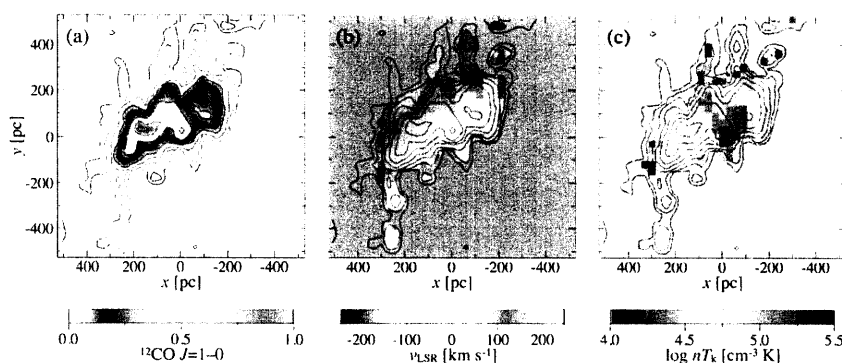 (a) (b) (c)
400
200
0
-200
-400
y [pc]
400 200 0 -200 -400
x [pc]
400 200 0 -200 -400
x [pc]
400 200 0 -200 -400
x [pc]
0.0 0.5 1.0
¹²CO J=1–0
-200 -100 0 100 200
vLSR [km s⁻¹]
4.0 4.5 5.0 5.5
log nTk [cm⁻³ K]